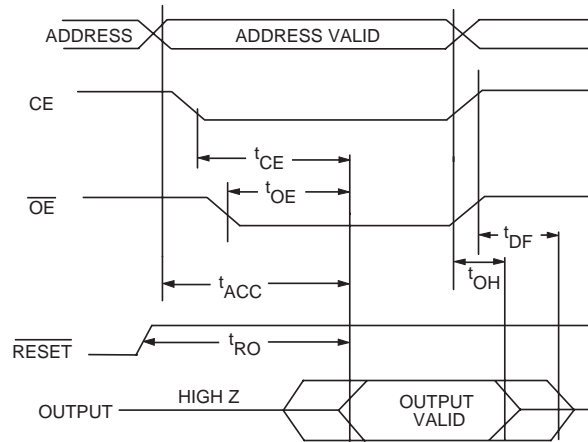 ADDRESS
ADDRESS VALID
CE
tCE
tOE
OE
tDF
tOH
tACC
RESET
tRO
HIGH Z
OUTPUT
OUTPUT
VALID